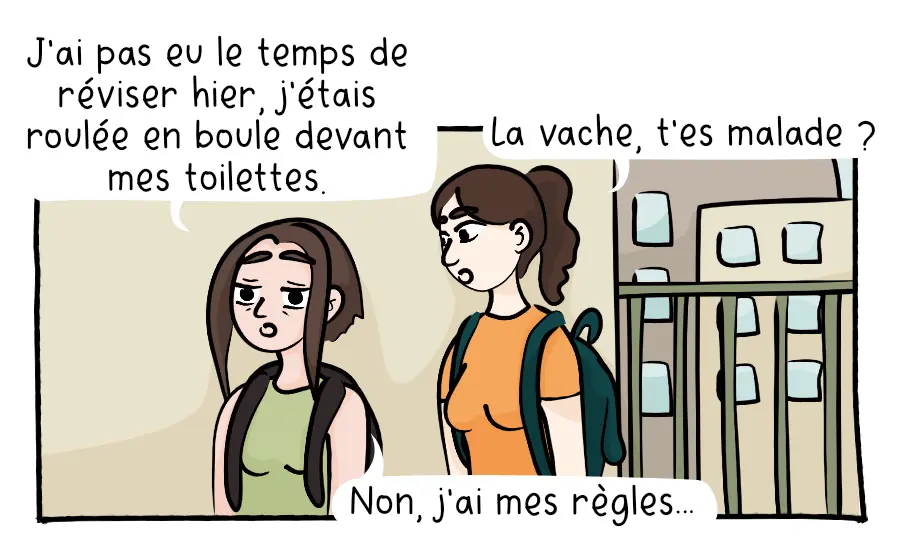 J'ai pas eu le temps de
réviser hier, j'étais
roulée en boule devant
mes toilettes.
La vache, t'es malade ?
Non, j'ai mes règles...